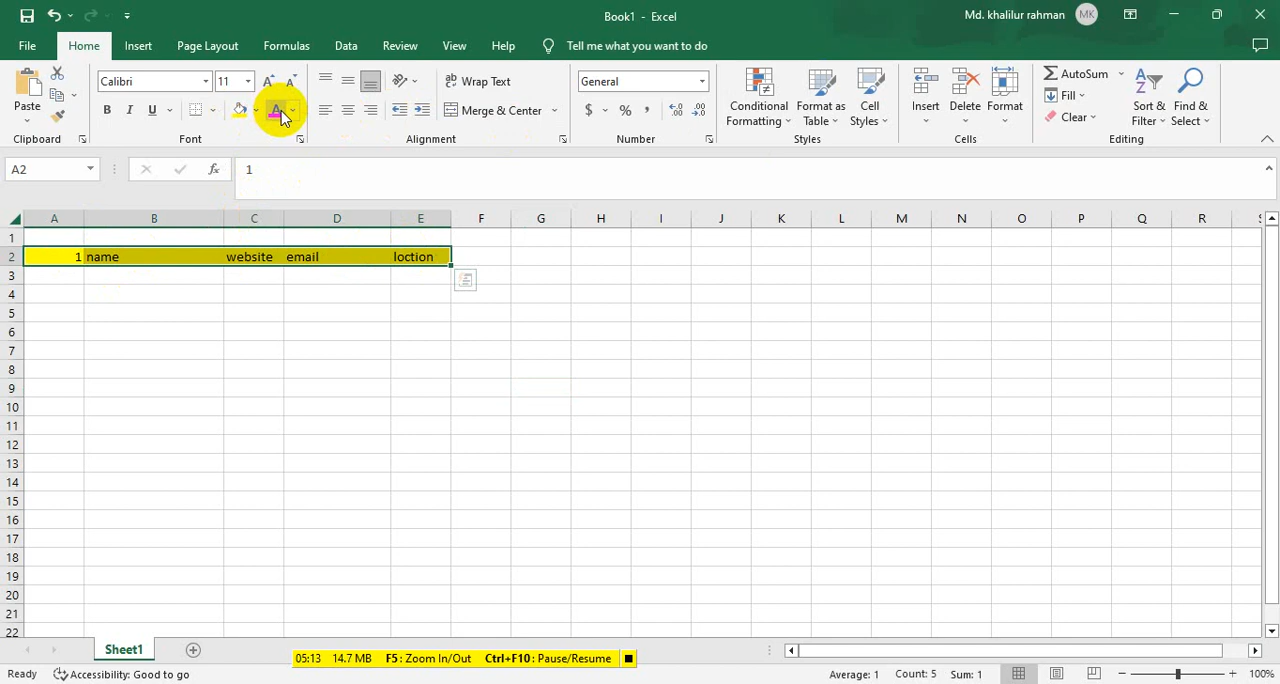 Book1 - Excel
Md. khalilur rahman MK
File Home Insert Page Layout Formulas Data Review View Help Tell me what you want to do
Paste
Calibri 11
B I U
Wrap Text
Merge & Center
General
$ % ,
Conditional Formatting
Format as Table
Cell Styles
Insert
Delete
Format
AutoSum
Fill
Clear
Sort & Filter
Find & Select
Clipboard Font Alignment Number Styles Cells Editing
A2 fx 1
A B C D E F G H I J K L M N O P Q R S
1
2 1 name website email loction
3
4
5
6
7
8
9
10
11
12
13
14
15
16
17
18
19
20
21
22
Sheet1
05:13 14.7 MB F5 : Zoom In/Out Ctrl+F10 : Pause/Resume
Ready Accessibility: Good to go Average: 1 Count: 5 Sum: 1 100%